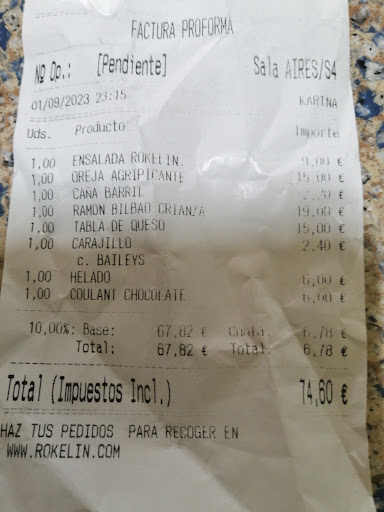 FACTURA PROFORMA
Nº Op.: [Pendiente] Sala AIRES/S4
01/09/2023 23:15 KARINA
Uds. Producto Importe
1,00 ENSALADA ROKELIN. 9,00 €
1,00 OREJA AGRIPICANTE 15,00 €
1,00 CAÑA BARRIL 2,20 €
1,00 RAMON BILBAO CRIANZA 19,00 €
1,00 TABLA DE QUESO 15,00 €
1,00 CARAJILLO 2,40 €
c. BAILEYS
1,00 HELADO 6,00 €
1,00 COULANT CHOCOLATE 6,00 €
10,00%: Base: 67,82 € Cuota: 6,78 €
Total: 67,82 € Total: 6,78 €
Total (Impuestos Incl.) 74,60 €
HAZ TUS PEDIDOS PARA RECOGER EN
WWW.ROKELIN.COM